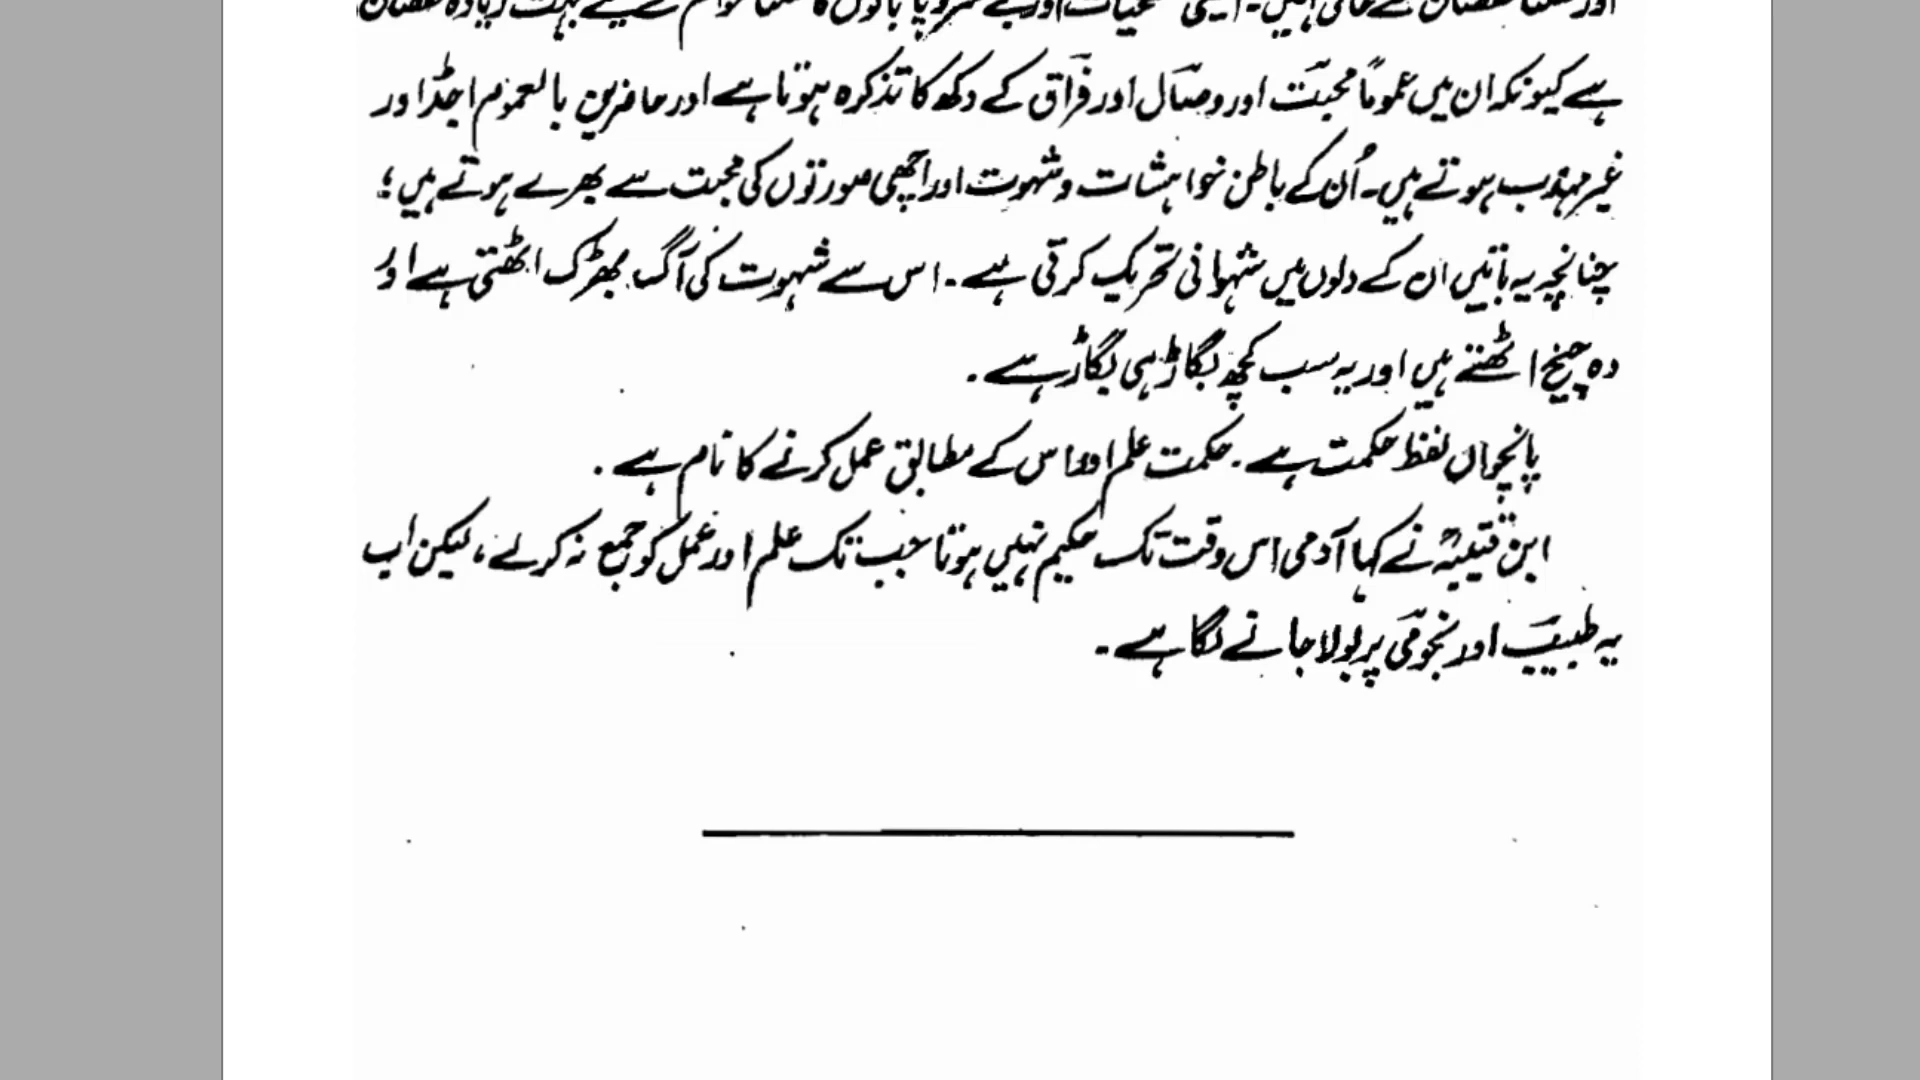 ہے کیونکہ ان میں عموماً محبت اور وصال اور فراق کے دکھ کا تذکرہ ہوتا ہے اور حاضرین بالعموم اجڈ اور
غیر مہذب ہوتے ہیں۔ اُن کے باطن خواہشات و شہوت اور اچھی صورتوں کی محبت سے بھرے ہوتے ہیں؛
چنانچہ یہ باتیں ان کے دلوں میں شہوانی تحریک کرتی ہے۔ اس سے شہوت کی آگ بھڑک اٹھتی ہے اور
وہ چیخ اٹھتے ہیں اور یہ سب کچھ بگاڑ ہی بگاڑ ہے۔
پانچواں لفظ حکمت ہے۔ حکمت علم اور اس کے مطابق عمل کرنے کا نام ہے۔
ابن قتیبہؒ نے کہا آدمی اس وقت تک حکیم نہیں ہوتا جب تک علم اور عمل کو جمع نہ کرلے، لیکن اب
یہ طبیب اور نجومی پر بولا جانے لگا ہے۔